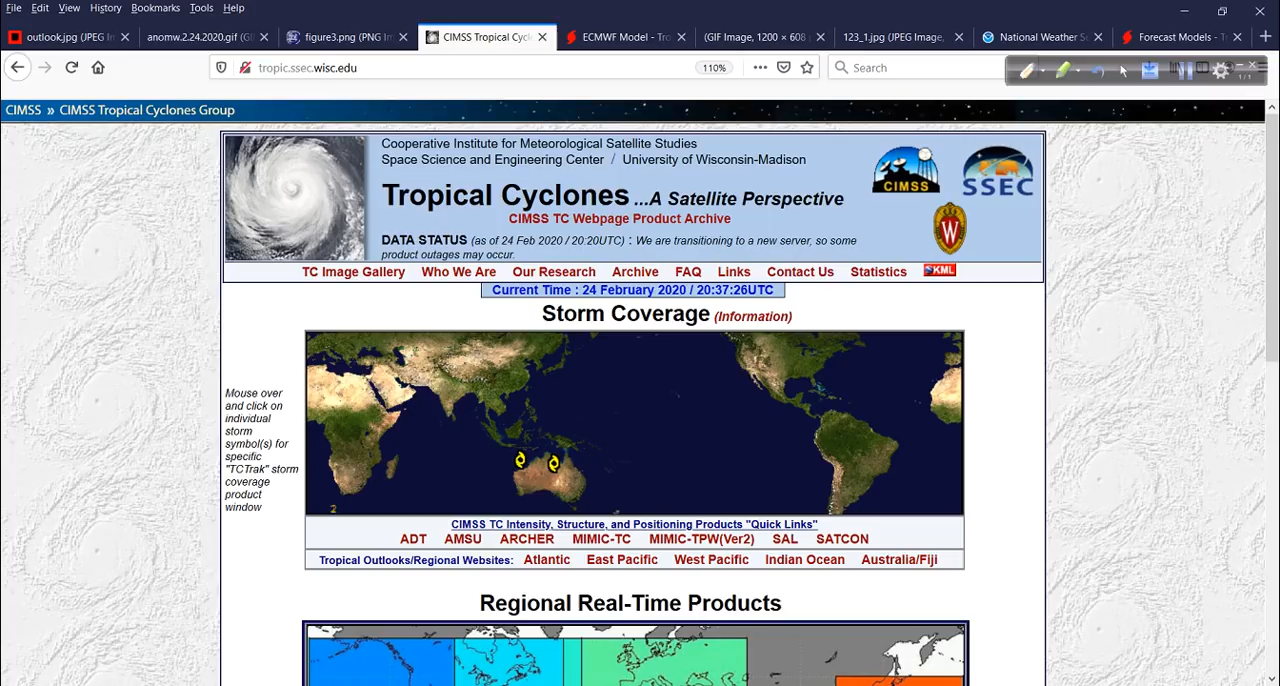 File Edit View History Bookmarks Tools Help
outlook.jpg (JPEG Im
anomw.2.24.2020.gif (GIF
figure3.png (PNG Im
CIMSS Tropical Cyclo
ECMWF Model - Tro
(GIF Image, 1200 × 608
123_1.jpg (JPEG Image,
National Weather Se
Forecast Models - T
tropic.ssec.wisc.edu
110%
Search
1/1
CIMSS » CIMSS Tropical Cyclones Group
Cooperative Institute for Meteorological Satellite Studies
Space Science and Engineering Center / University of Wisconsin-Madison
Tropical Cyclones ...A Satellite Perspective
CIMSS TC Webpage Product Archive
DATA STATUS (as of 24 Feb 2020 / 20:20UTC) : We are transitioning to a new server, so some
product outages may occur.
CIMSS
SSEC
W
TC Image Gallery Who We Are Our Research Archive FAQ Links Contact Us Statistics KML
Current Time : 24 February 2020 / 20:37:26UTC
Storm Coverage (Information)
Mouse over
and click on
individual
storm
symbol(s) for
specific
"TCTrak" storm
coverage
product
window
2
CIMSS TC Intensity, Structure, and Positioning Products "Quick Links"
ADT AMSU ARCHER MIMIC-TC MIMIC-TPW(Ver2) SAL SATCON
Tropical Outlooks/Regional Websites: Atlantic East Pacific West Pacific Indian Ocean Australia/Fiji
Regional Real-Time Products